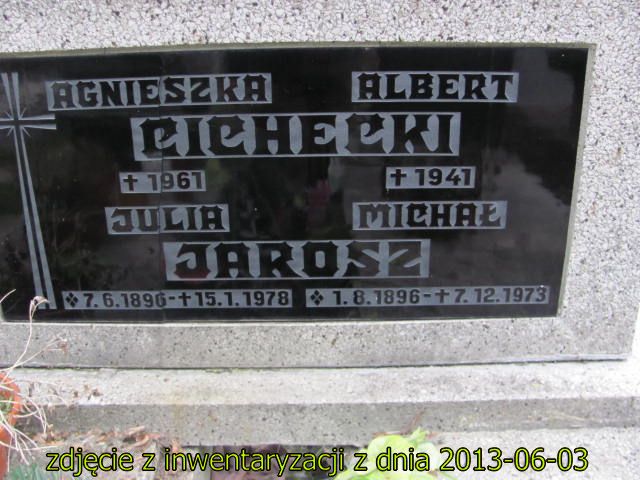 AGNIESZKA ALBERT
CICHECKI
✝ 1961 ✝ 1941
JULIA MICHAŁ
JAROSZ
❖ 7.6.1896 - ✝ 15.1.1978 ❖ 1.8.1896 - ✝ 7.12.1973
zdjęcie z inwentaryzacji z dnia 2013-06-03